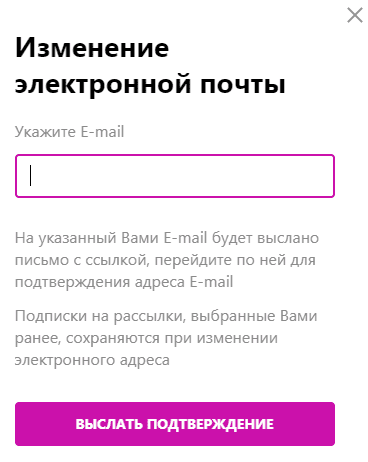 Изменение
электронной почты
Укажите E-mail
На указанный Вами E-mail будет выслано
письмо с ссылкой, перейдите по ней для
подтверждения адреса E-mail
Подписки на рассылки, выбранные Вами
ранее, сохраняются при изменении
электронного адреса
ВЫСЛАТЬ ПОДТВЕРЖДЕНИЕ